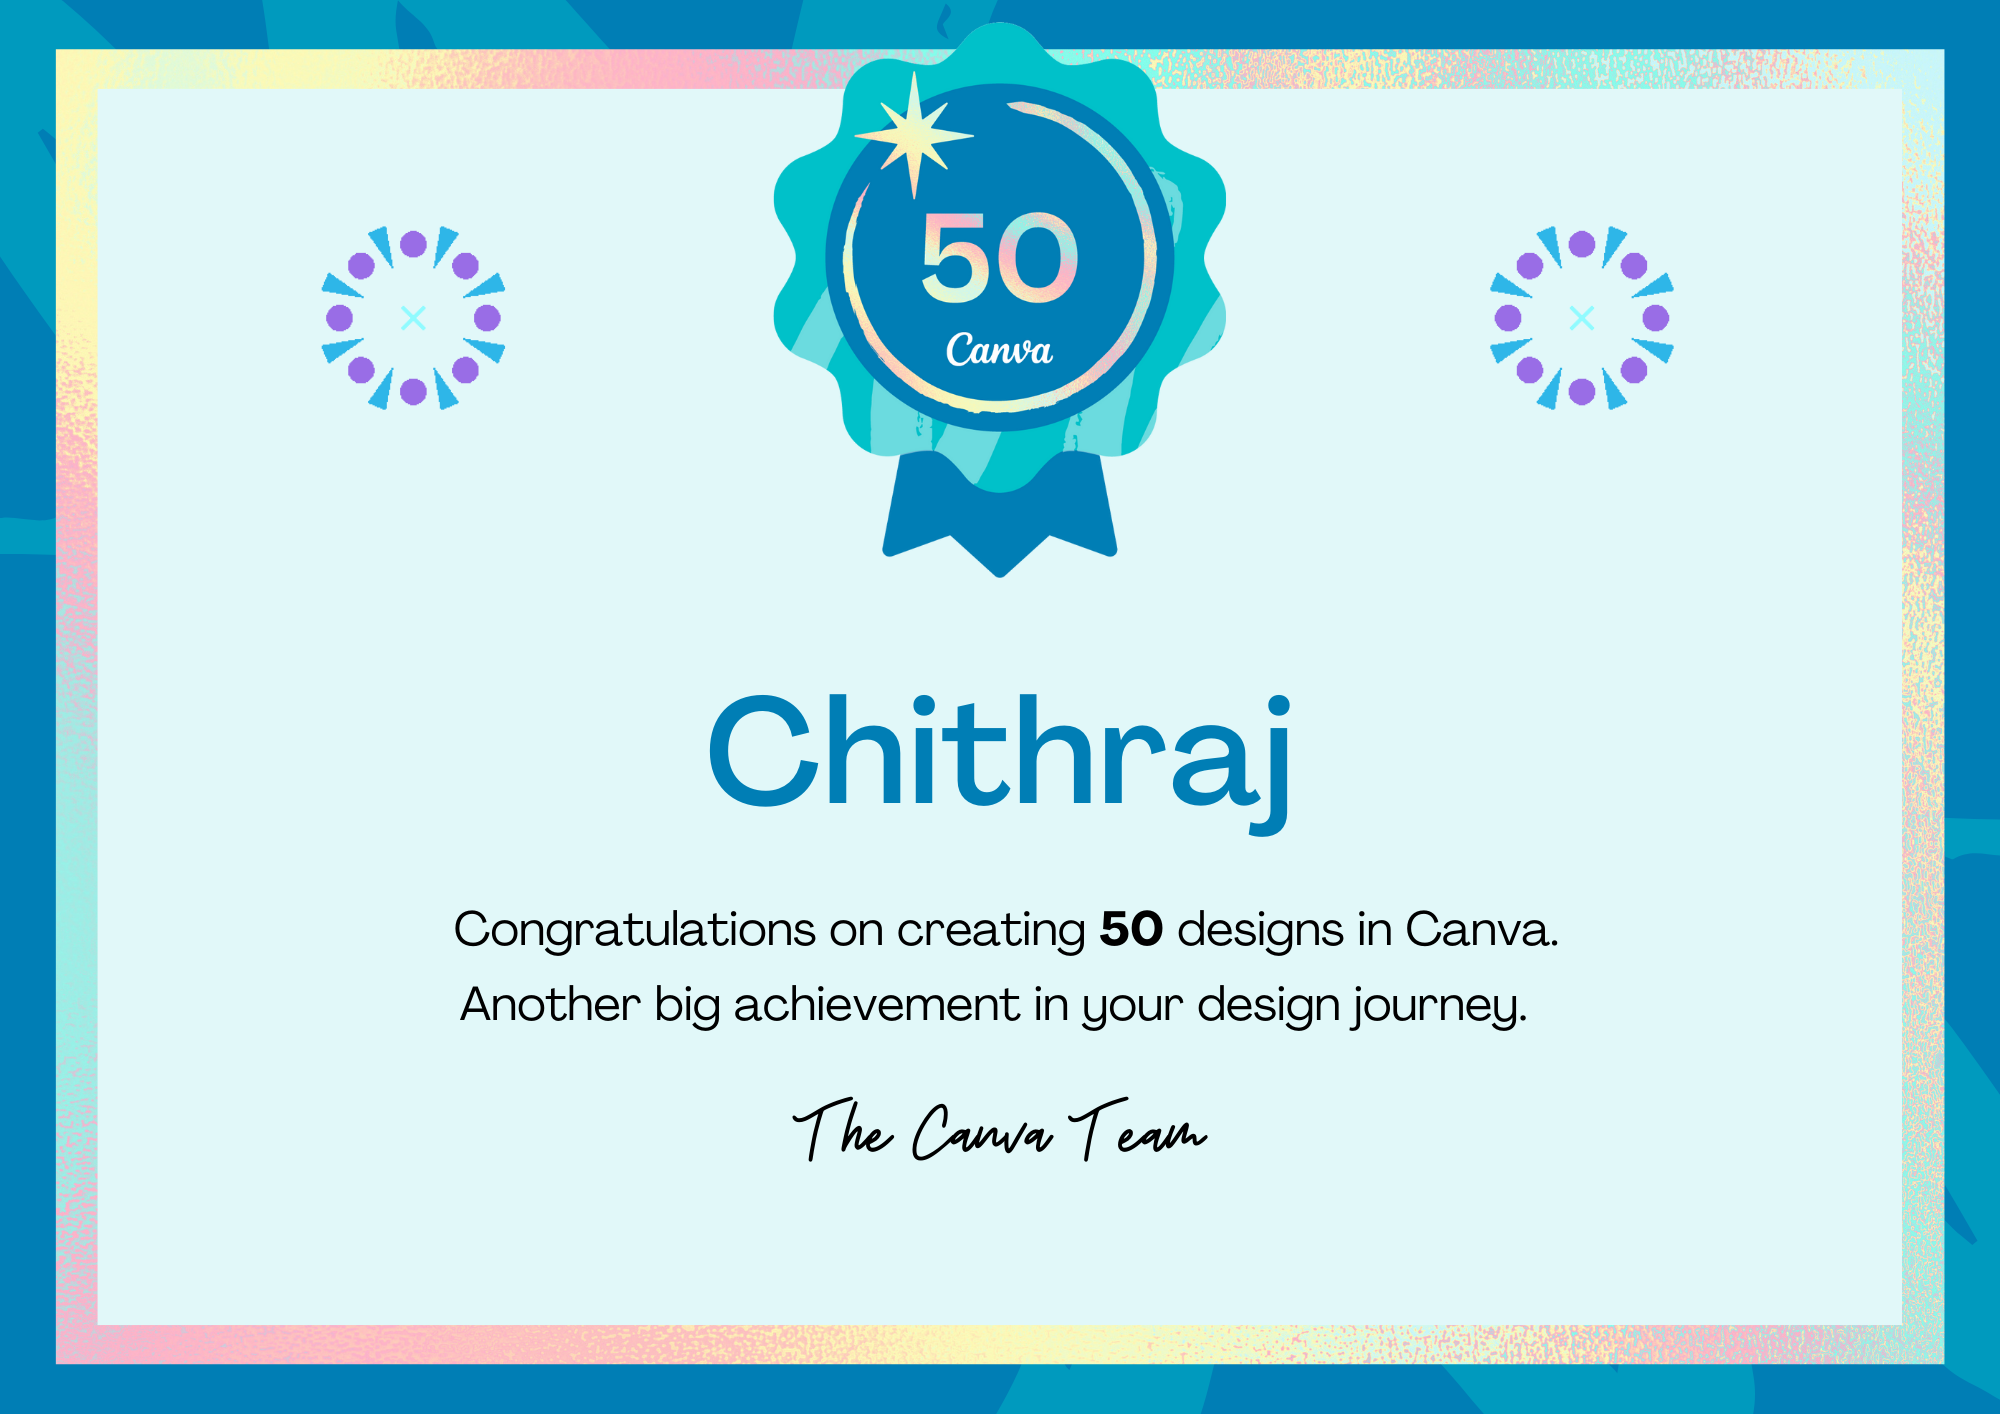 50
Canva
Chithraj
Congratulations on creating 50 designs in Canva.
Another big achievement in your design journey.
The Canva Team